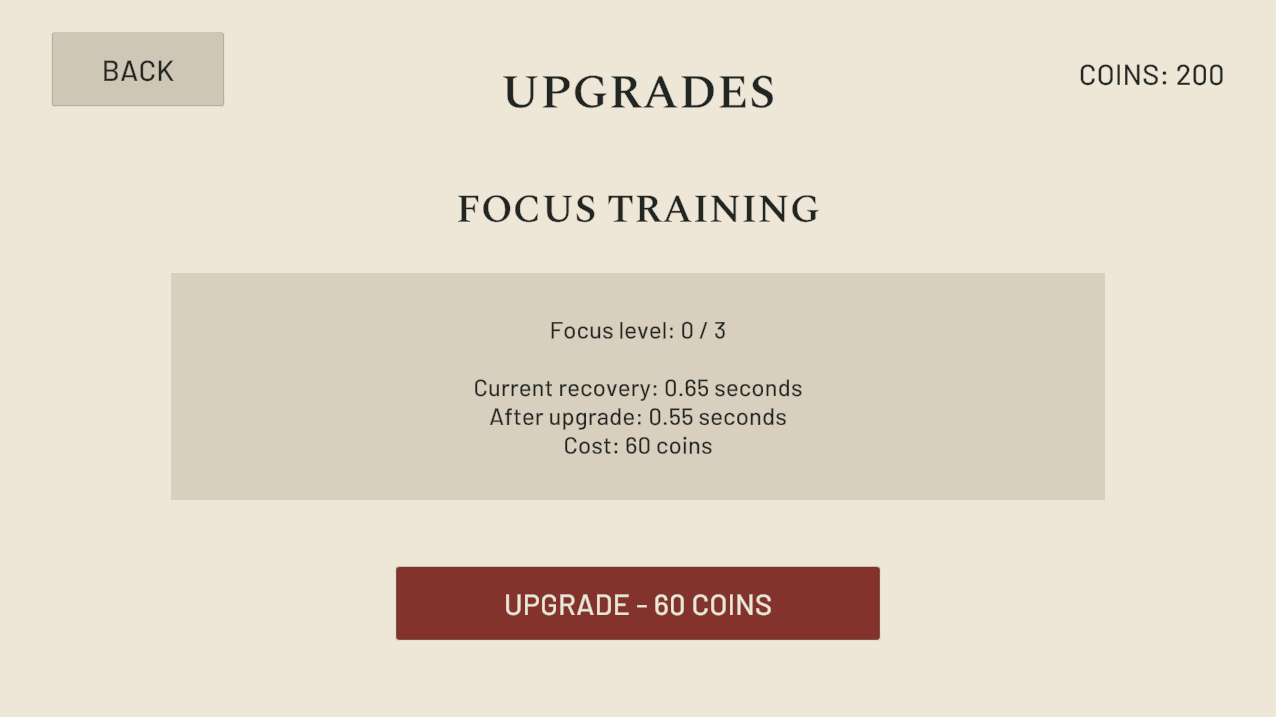 BACK
UPGRADES
COINS: 200
FOCUS TRAINING
Focus level: 0 / 3
Current recovery: 0.65 seconds
After upgrade: 0.55 seconds
Cost: 60 coins
UPGRADE - 60 COINS